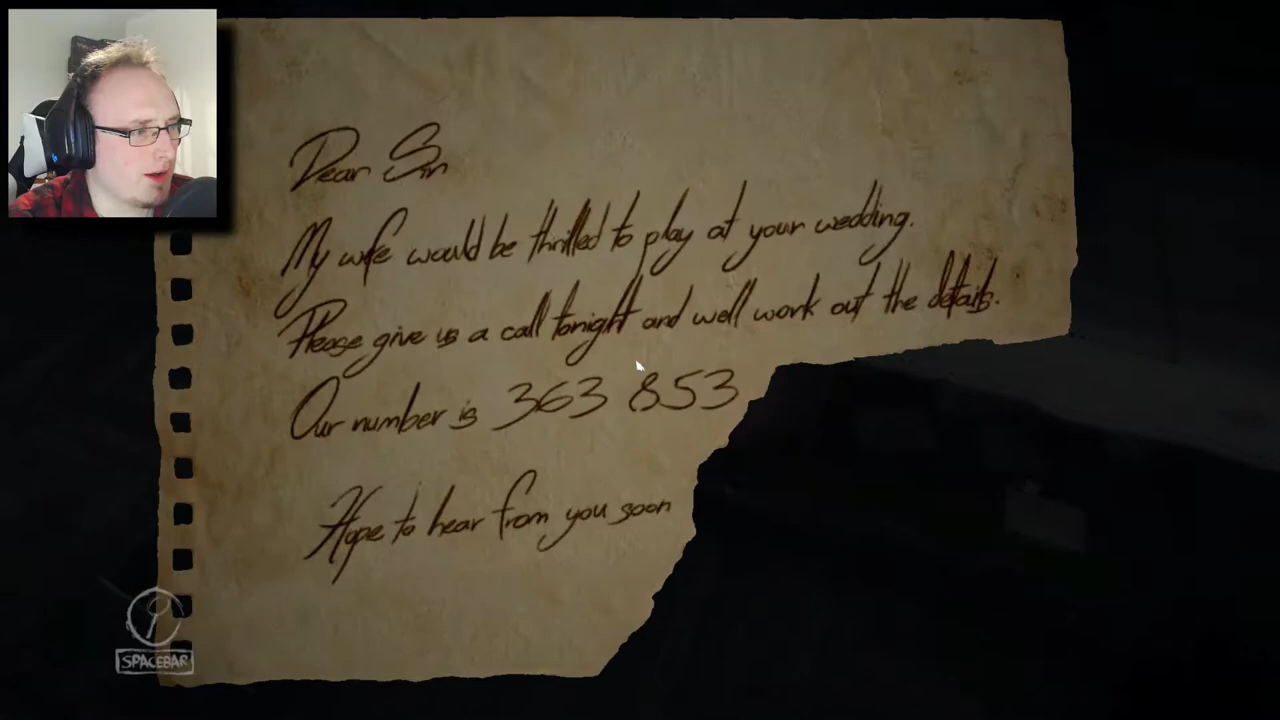 Dear Sir
My wife would be thrilled to play at your wedding.
Please give us a call tonight and well work out the details.
Our number is 363 853
Hope to hear from you soon
SPACEBAR